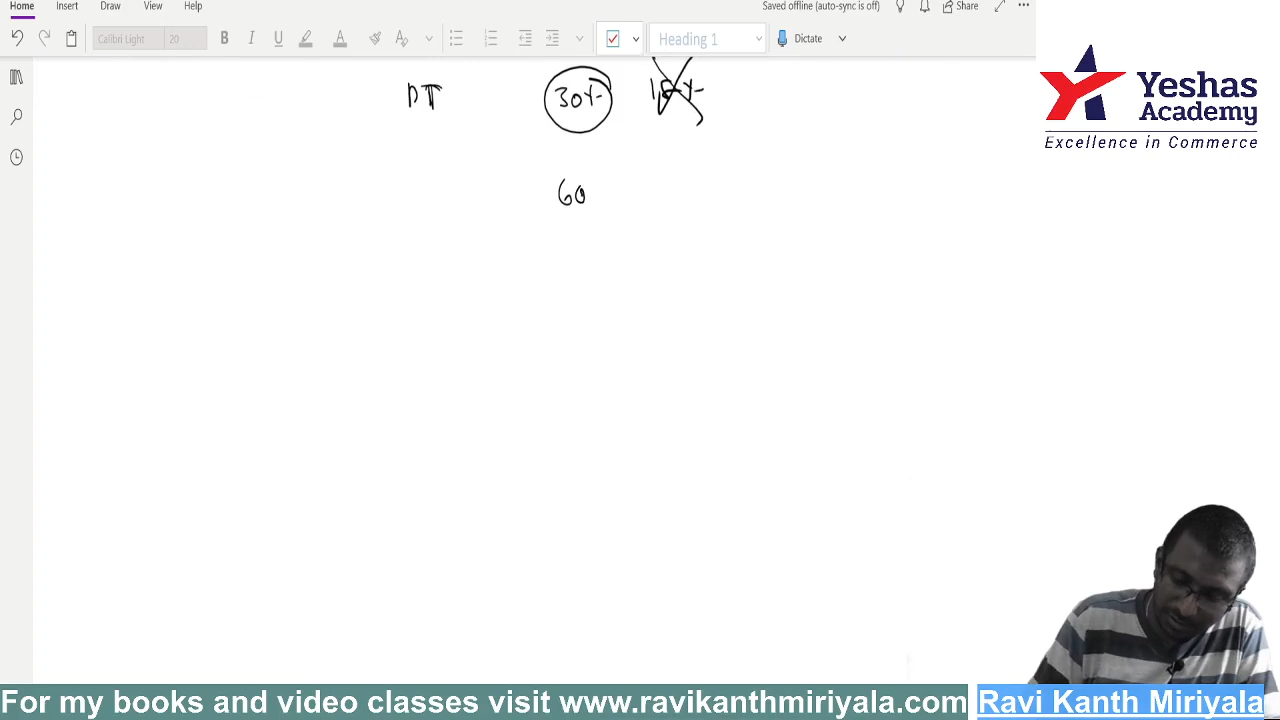 Home Insert Draw View Help
Saved offline (auto-sync is off) Share
Calibri Light 20 B I U A Heading 1 Dictate
DT 30Y-
60
Yeshas
Academy
Excellence in Commerce
For my books and video classes visit www.ravikanthmiriyala.com Ravi Kanth Miriyala